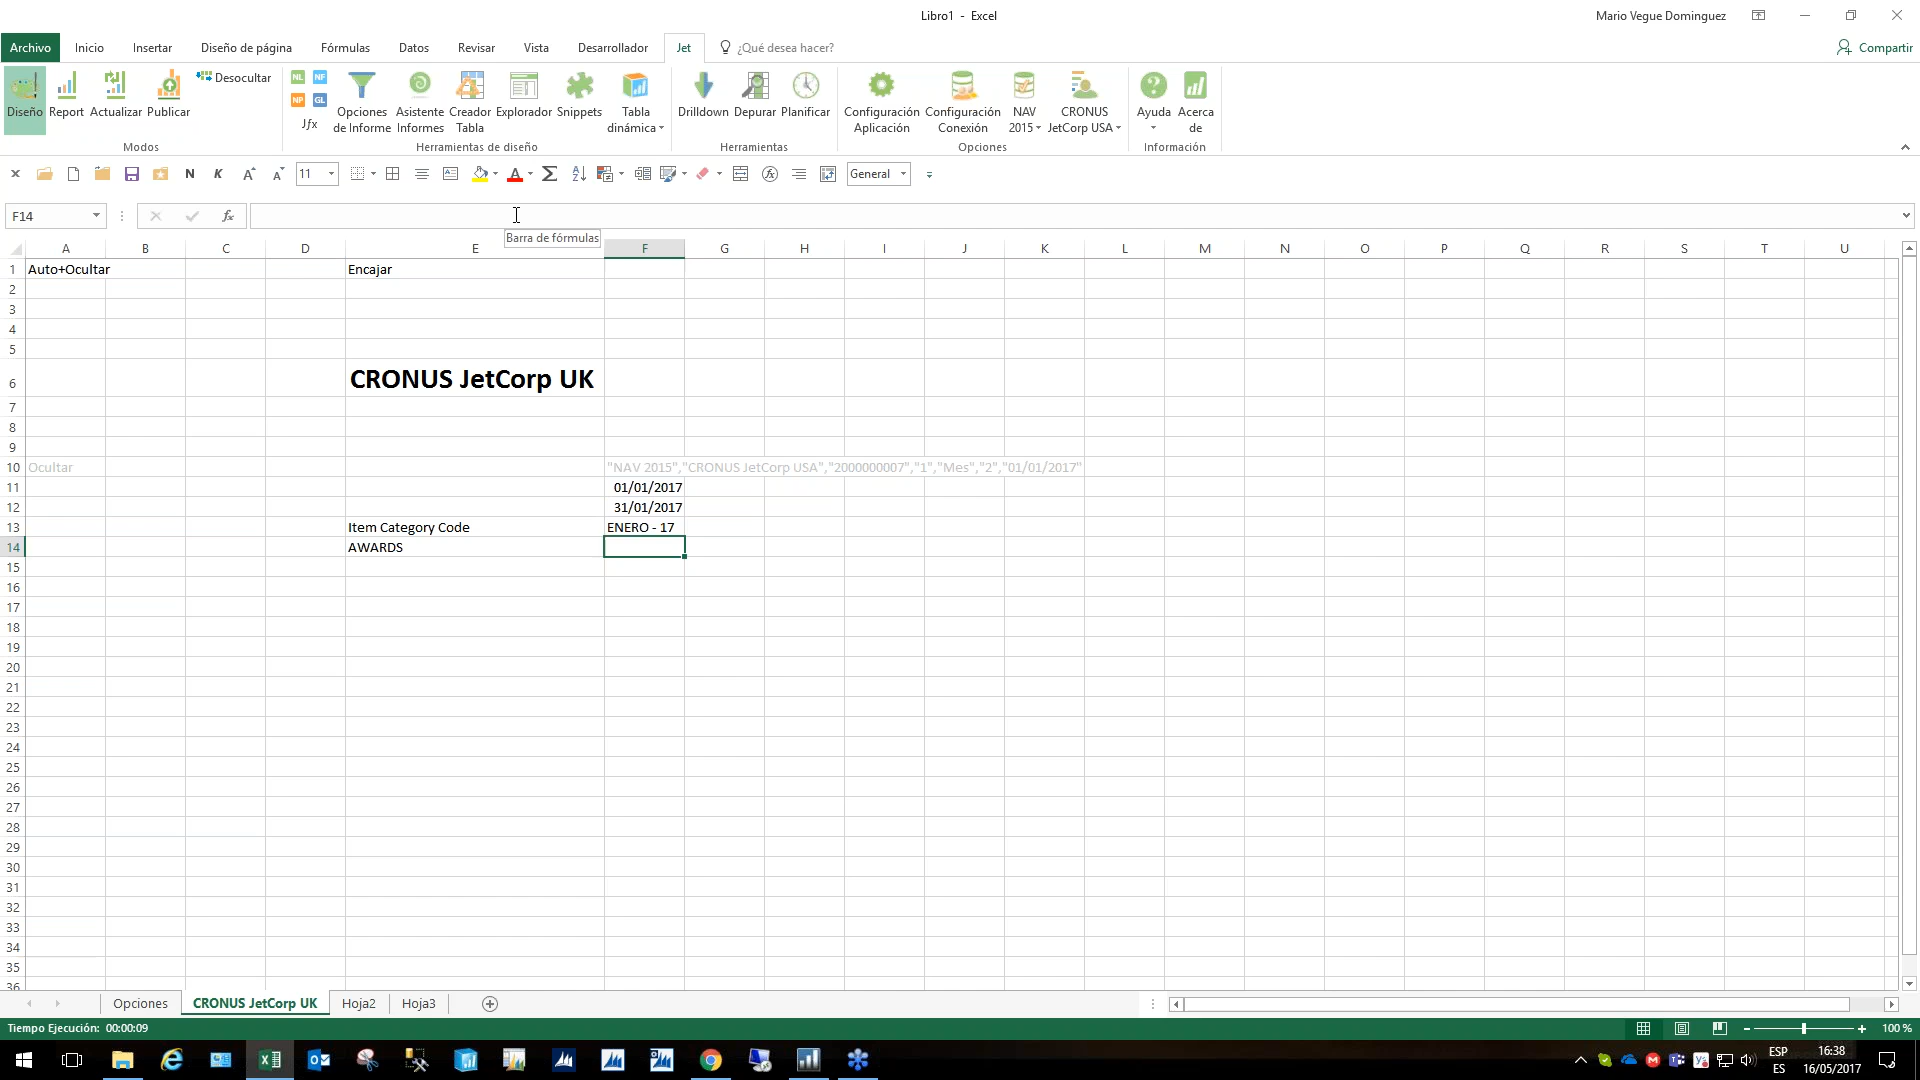 Libro1 - Excel
Mario Vegue Dominguez
Archivo
Inicio
Insertar
Diseño de página
Fórmulas
Datos
Revisar
Vista
Desarrollador
Jet
¿Qué desea hacer?
Compartir
Diseño
Report
Actualizar
Publicar
Desocultar
Modos
NL
NF
NP
GL
Jfx
Opciones
de Informe
Asistente
Informes
Creador
Tabla
Explorador
Snippets
Tabla
dinámica
Herramientas de diseño
Drilldown
Depurar
Planificar
Herramientas
Configuración
Aplicación
Configuración
Conexión
NAV
2015
CRONUS
JetCorp USA
Opciones
Ayuda
Acerca
de
Información
N
K
A
A
11
A
General
F14
fx
Barra de fórmulas
A B C D E F G H I J K L M N O P Q R S T U
1 Auto+Ocultar Encajar
2
3
4
5
6 CRONUS JetCorp UK
7
8
9
10 Ocultar "NAV 2015","CRONUS JetCorp USA","2000000007","1","Mes","2","01/01/2017"
11 01/01/2017
12 31/01/2017
13 Item Category Code ENERO - 17
14 AWARDS
15
16
17
18
19
20
21
22
23
24
25
26
27
28
29
30
31
32
33
34
35
36
Opciones
CRONUS JetCorp UK
Hoja2
Hoja3
Tiempo Ejecución: 00:00:09
100 %
ESP
ES
16:38
16/05/2017